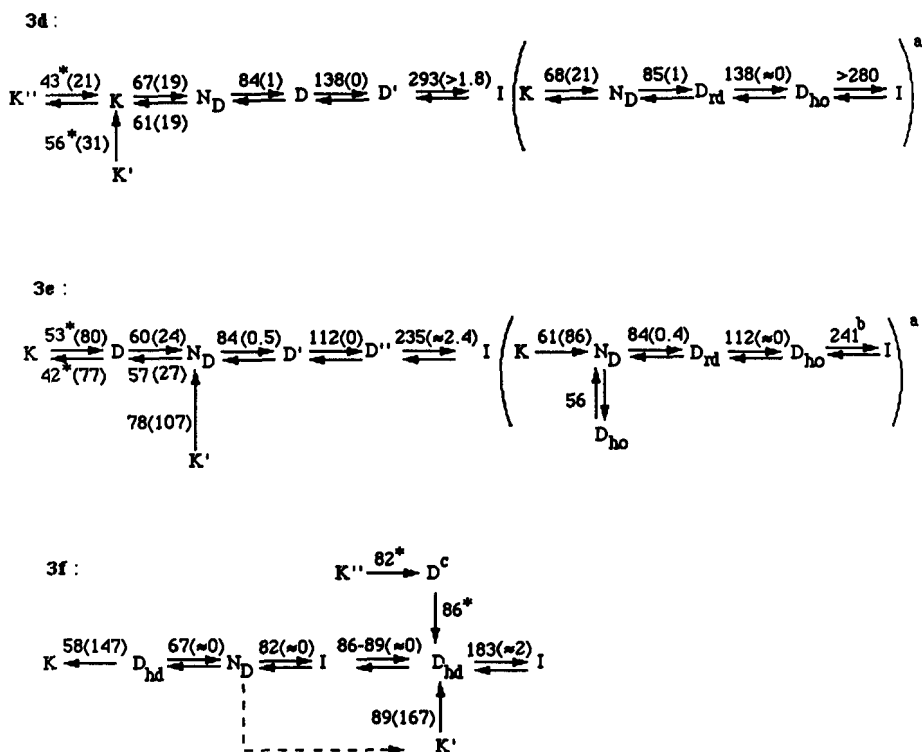 3d :
43*(21) 67(19) 84(1) 138(0) 293(>1.8) 68(21) 85(1) 138(≈0) >280 a
K'' K N_D D D' I K N_D D_rd D_ho I
61(19)
56*(31)
K'
3e :
53*(80) 60(24) 84(0.5) 112(0) 235(≈2.4) 61(86) 84(0.4) 112(≈0) 241^b a
K D N_D D' D'' I K N_D D_rd D_ho I
42*(77) 57(27)
56
78(107)
D_ho
K'
3f :
K'' 82* D^c
86*
58(147) 67(≈0) 82(≈0) 86-89(≈0) 183(≈2)
K D_hd N_D I D_hd I
89(167)
K'